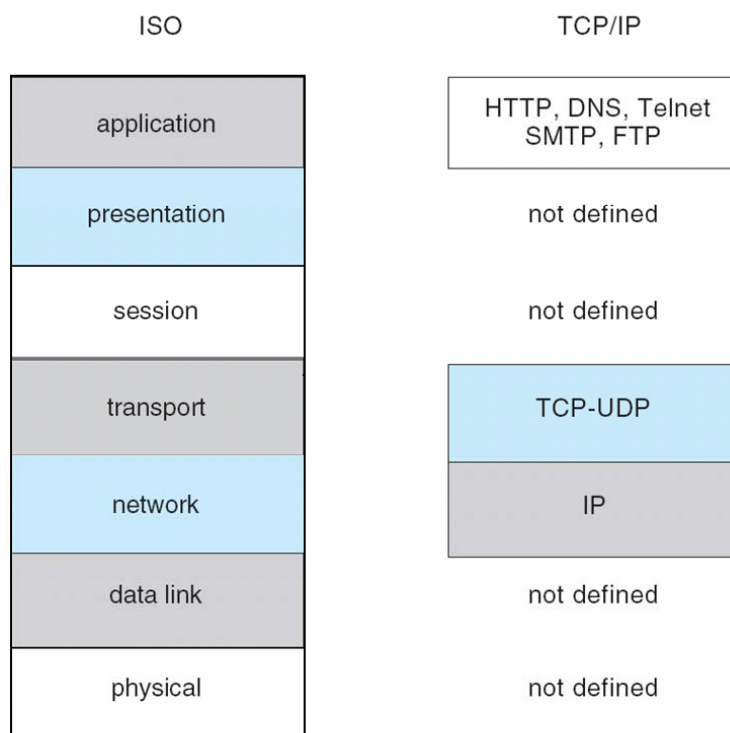 ISO
TCP/IP
application
HTTP, DNS, Telnet
SMTP, FTP
presentation
not defined
session
not defined
transport
TCP-UDP
network
IP
data link
not defined
physical
not defined